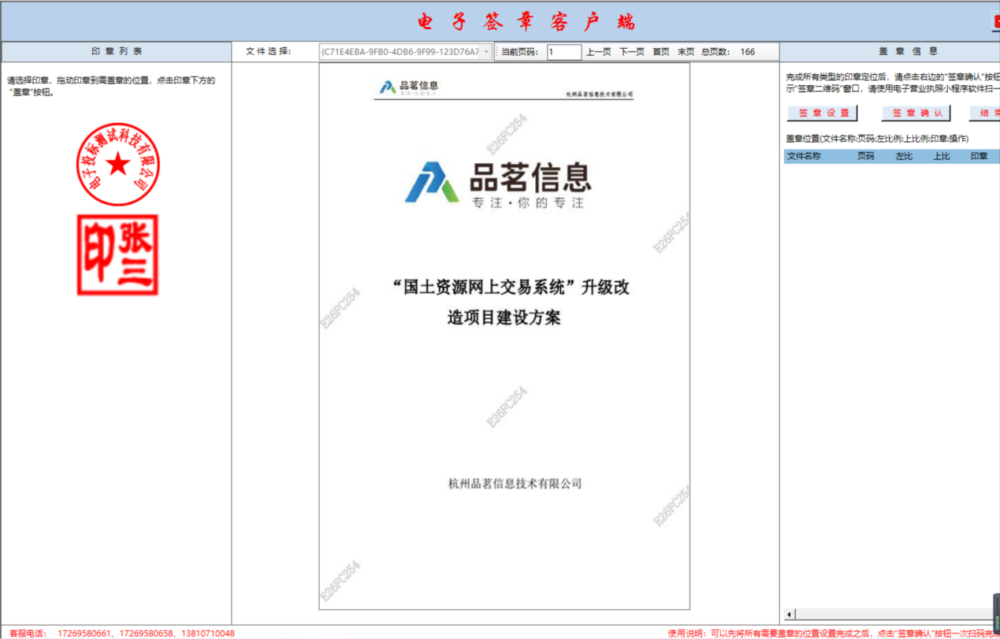 电子签章客户端
印章列表
请选择印章，拖动印章到需盖章的位置，点击印章下方的
“盖章”按钮。
电子投标测试科技有限公司
张三印
文件选择： {C71E4EBA-9FB0-4DB6-9F99-123D76A7 当前页码： 1 上一页 下一页 首页 末页 总页数： 166
品茗信息
专注·你的专注
杭州品茗信息技术有限公司
E26FC254
品茗信息
专注·你的专注
E26FC254
“国土资源网上交易系统”升级改
造项目建设方案
E26FC254
E26FC254
杭州品茗信息技术有限公司
E26FC254
E26FC254
盖章信息
完成所有类型的印章定位后，请点击右边的“签章确认”按钮
示“签章二维码”窗口，请使用电子营业执照小程序软件扫一
签章设置 签章确认 结束
盖章位置(文件名称:页码:左比例:上比例:印章:操作)
文件名称 页码 左比 上比 印章
客服电话： 17269580661、17269580658、13810710048
使用说明：可以先将所有需要盖章的位置设置完成之后，点击“签章确认”按钮一次扫码完